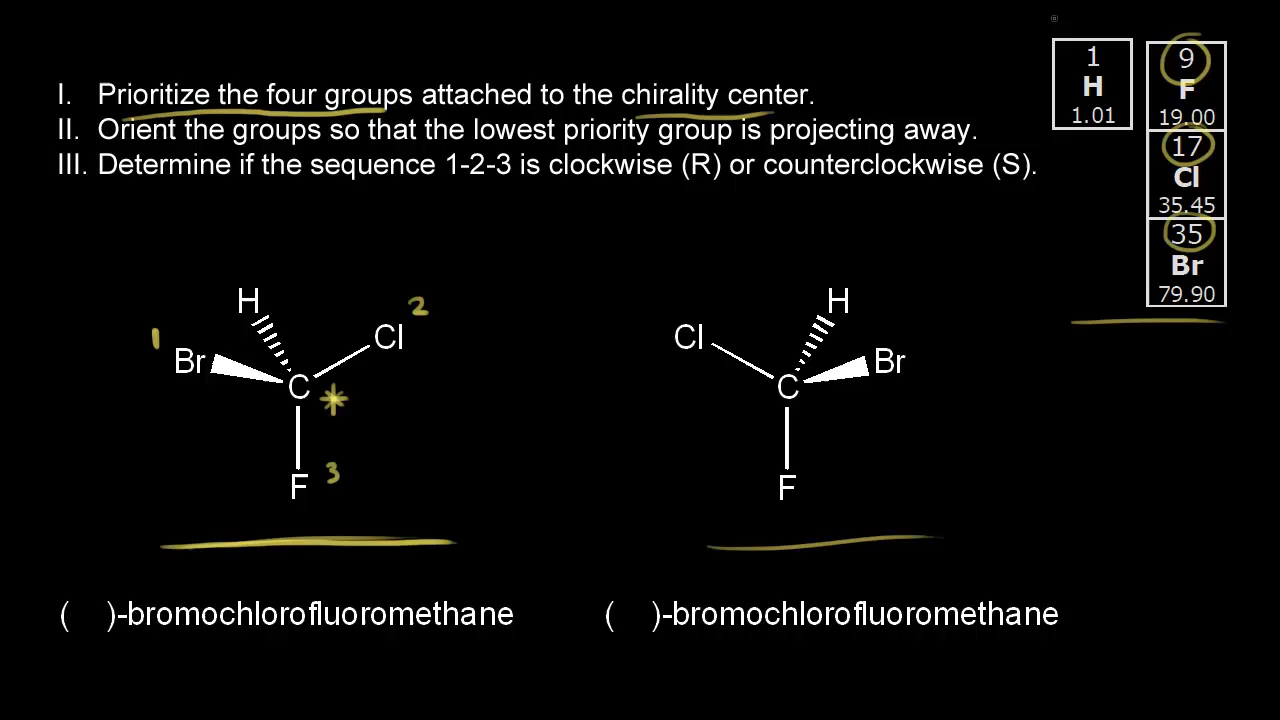 I. Prioritize the four groups attached to the chirality center.
II. Orient the groups so that the lowest priority group is projecting away.
III. Determine if the sequence 1-2-3 is clockwise (R) or counterclockwise (S).
1
H
1.01
9
F
19.00
17
Cl
35.45
35
Br
79.90
H
2
Cl
1
Br
C *
F 3
H
Cl
Br
C
F
( )-bromochlorofluoromethane
( )-bromochlorofluoromethane